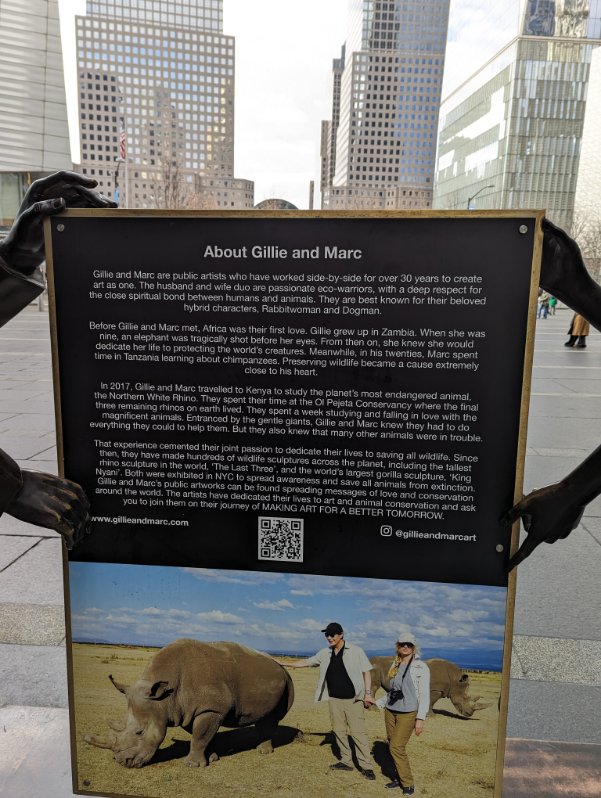 About Gillie and Marc
Gillie and Marc are public artists who have worked side-by-side for over 30 years to create
art as one. The husband and wife duo are passionate eco-warriors, with a deep respect for
the close spiritual bond between humans and animals. They are best known for their beloved
hybrid characters, Rabbitwoman and Dogman.
Before Gillie and Marc met, Africa was their first love. Gillie grew up in Zambia. When she was
nine, an elephant was tragically shot before her eyes. From then on, she knew she would
dedicate her life to protecting the world's creatures. Meanwhile, in his twenties, Marc spent
time in Tanzania learning about chimpanzees. Preserving wildlife became a cause extremely
close to his heart.
In 2017, Gillie and Marc travelled to Kenya to study the planet's most endangered animal,
the Northern White Rhino. They spent their time at the Ol Pejeta Conservancy where the final
three remaining rhinos on earth lived. They spent a week studying and falling in love with the
magnificent animals. Entranced by the gentle giants, Gillie and Marc knew they had to do
everything they could to help them. But they also knew that many other animals were in trouble.
That experience cemented their joint passion to dedicate their lives to saving all wildlife. Since
then, they have made hundreds of wildlife sculptures across the planet, including the tallest
rhino sculpture in the world, 'The Last Three', and the world's largest gorilla sculpture, 'King
Nyani'. Both were exhibited in NYC to spread awareness and save all animals from extinction.
Gillie and Marc's public artworks can be found spreading messages of love and conservation
around the world. The artists have dedicated their lives to art and animal conservation and ask
you to join them on their journey of MAKING ART FOR A BETTER TOMORROW.
www.gillieandmarc.com
@gillieandmarcart